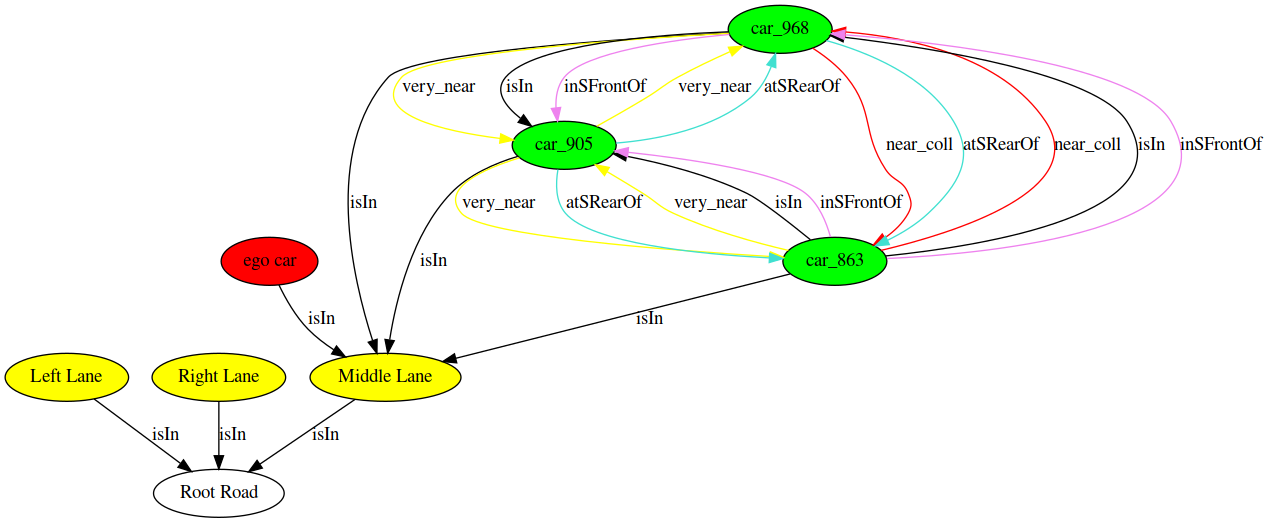 car_968
very_near
isIn
inSFrontOf
very_near
atSRearOf
car_905
near_coll
atSRearOf
near_coll
isIn
inSFrontOf
isIn
very_near
atSRearOf
very_near
isIn
inSFrontOf
ego car
isIn
car_863
isIn
isIn
Left Lane
Right Lane
Middle Lane
isIn
isIn
isIn
Root Road